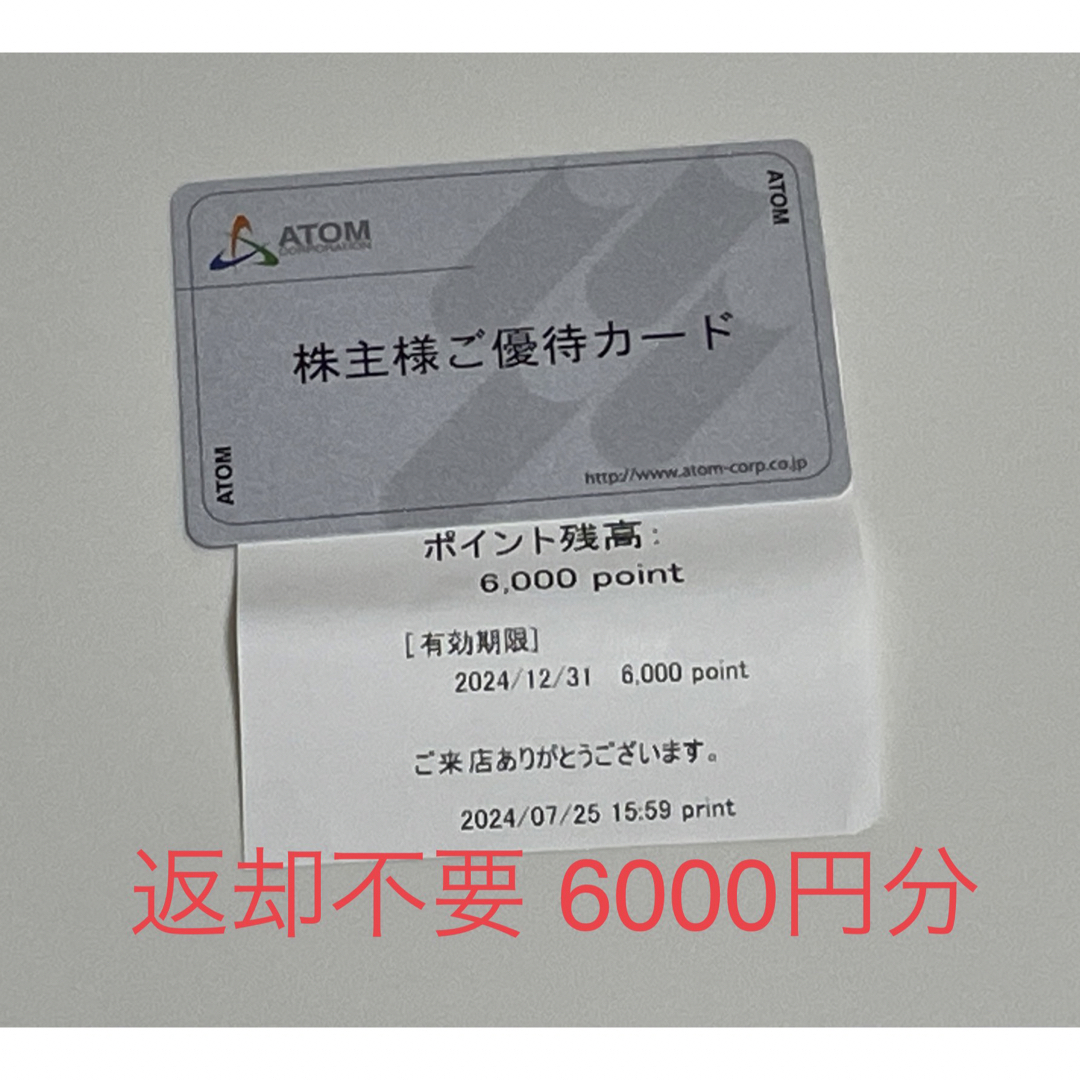 ATOM
CORPORATION
ATOM
株主様ご優待カード
ATOM
http://www.atom-corp.co.jp
ポイント残高:
6,000 point
[有効期限]
2024/12/31 6,000 point
ご来店ありがとうございます。
2024/07/25 15:59 print
返却不要 6000円分